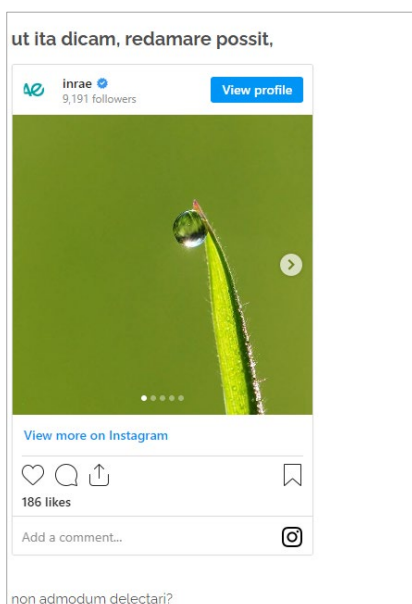 ut ita dicam, redamare possit,
inrae
9,191 followers
View profile
View more on Instagram
186 likes
Add a comment...
non admodum delectari?